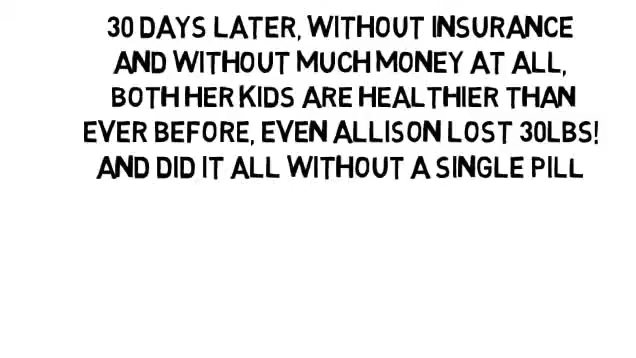 30 DAYS LATER, WITHOUT INSURANCE
AND WITHOUT MUCH MONEY AT ALL,
BOTH HER KIDS ARE HEALTHIER THAN
EVER BEFORE, EVEN ALLISON LOST 30LBS!
AND DID IT ALL WITHOUT A SINGLE PILL